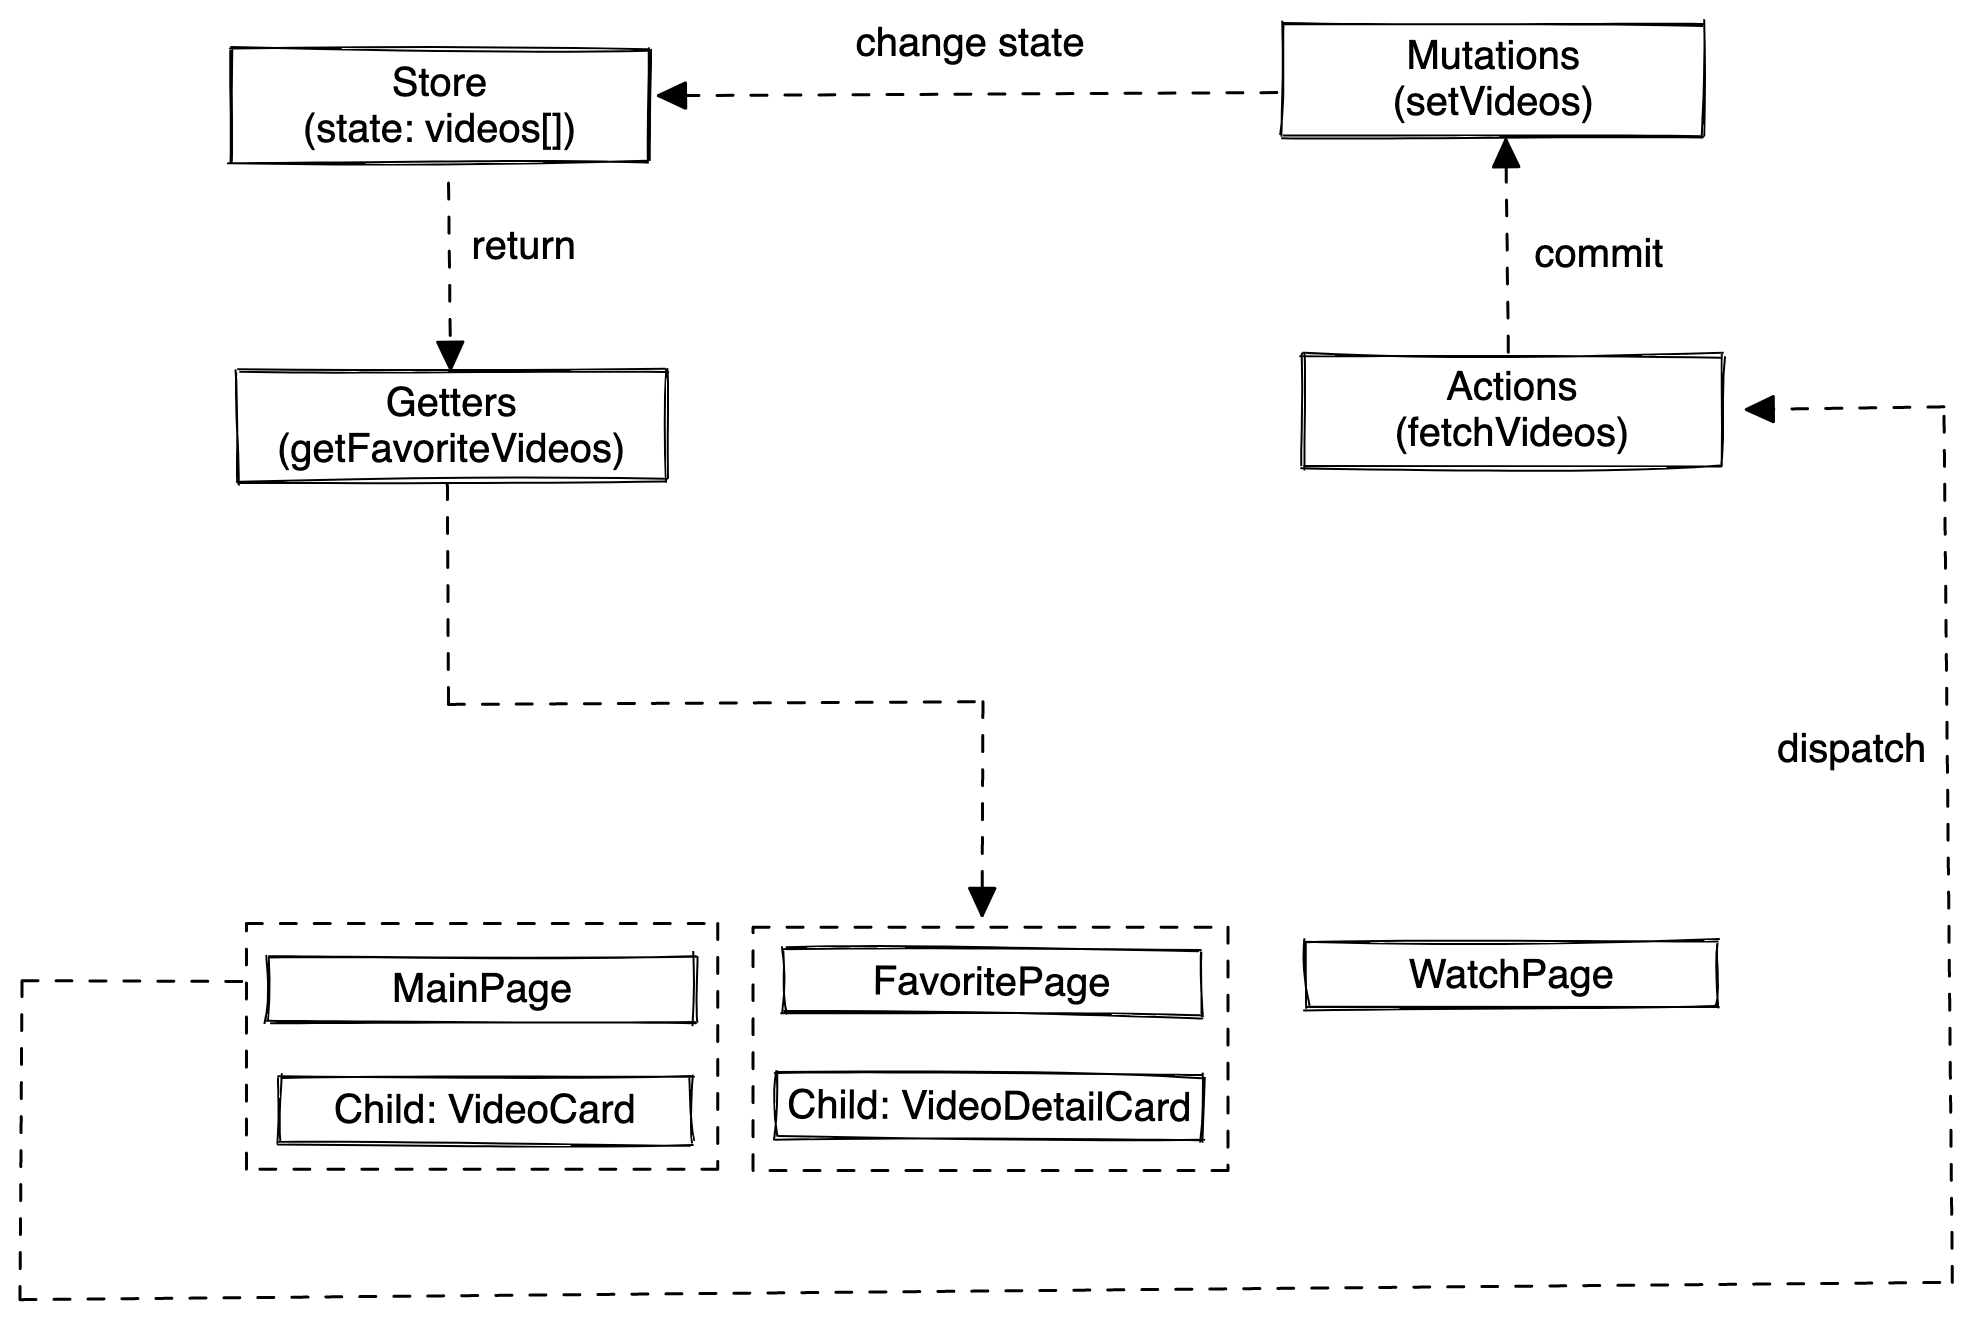 change state
Store
(state: videos[])
Mutations
(setVideos)
return
commit
Getters
(getFavoriteVideos)
Actions
(fetchVideos)
dispatch
MainPage
Child: VideoCard
FavoritePage
Child: VideoDetailCard
WatchPage